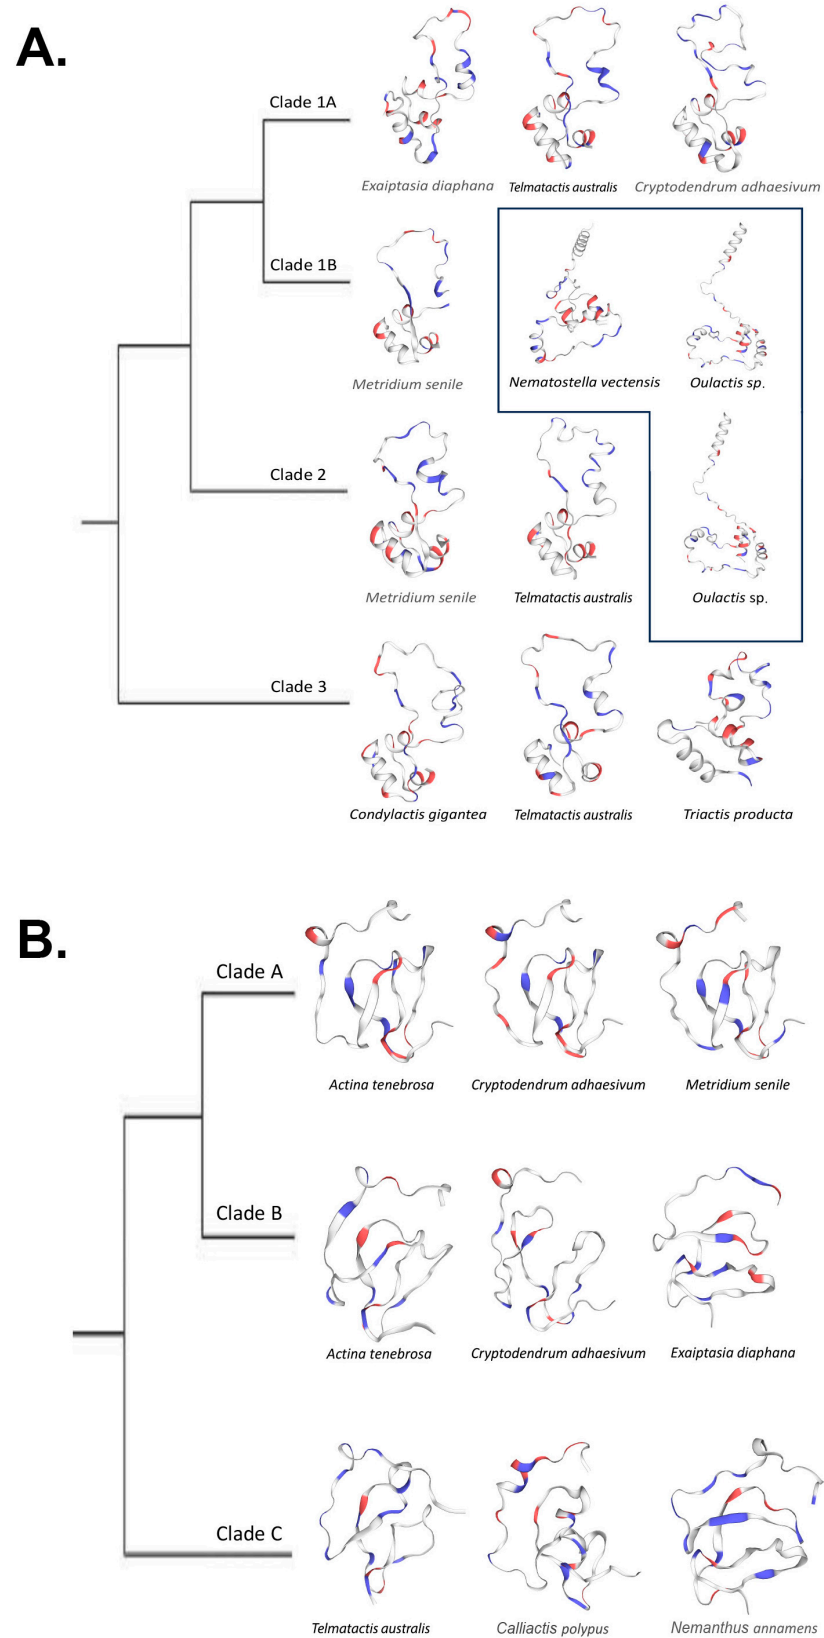 A.
Clade 1A
Exaiptasia diaphana
Telmatactis australis
Cryptodendrum adhaesivum
Clade 1B
Metridium senile
Nematostella vectensis
Oulactis sp.
Clade 2
Metridium senile
Telmatactis australis
Oulactis sp.
Clade 3
Condylactis gigantea
Telmatactis australis
Triactis producta
B.
Clade A
Actina tenebrosa
Cryptodendrum adhaesivum
Metridium senile
Clade B
Actina tenebrosa
Cryptodendrum adhaesivum
Exaiptasia diaphana
Clade C
Telmatactis australis
Calliactis polypus
Nemanthus annamens